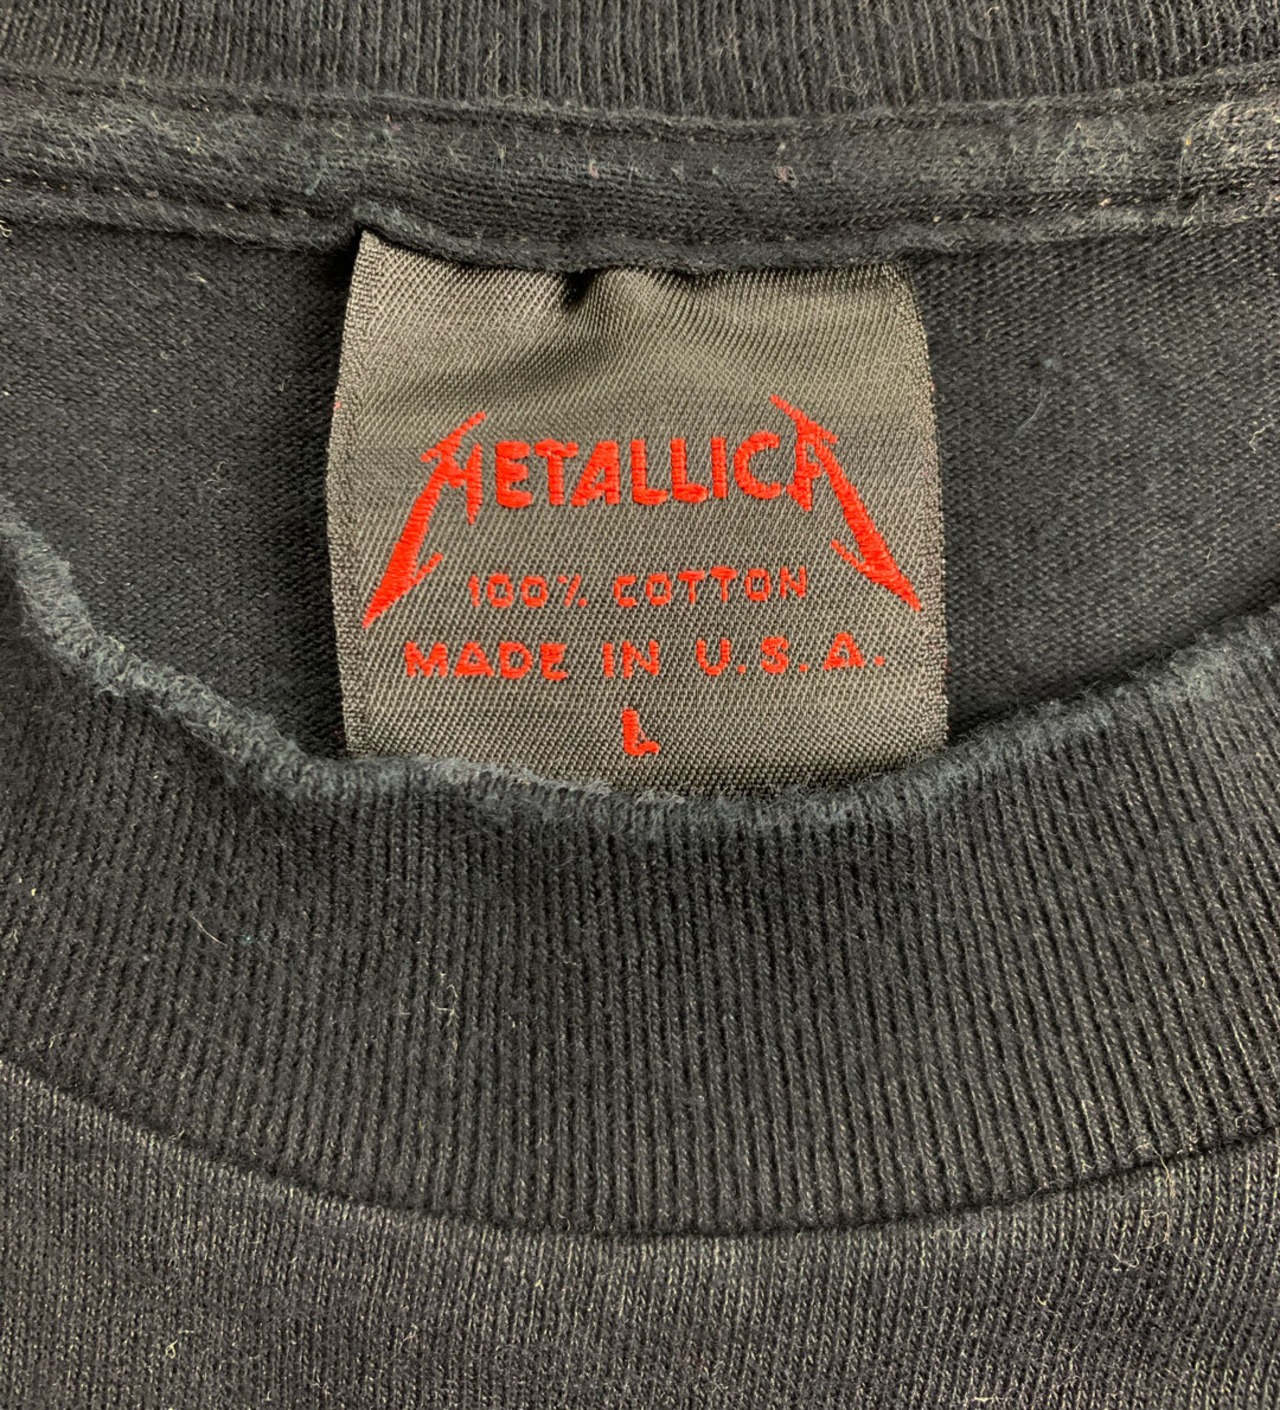 METALLICA
100% COTTON
MADE IN U.S.A.
L